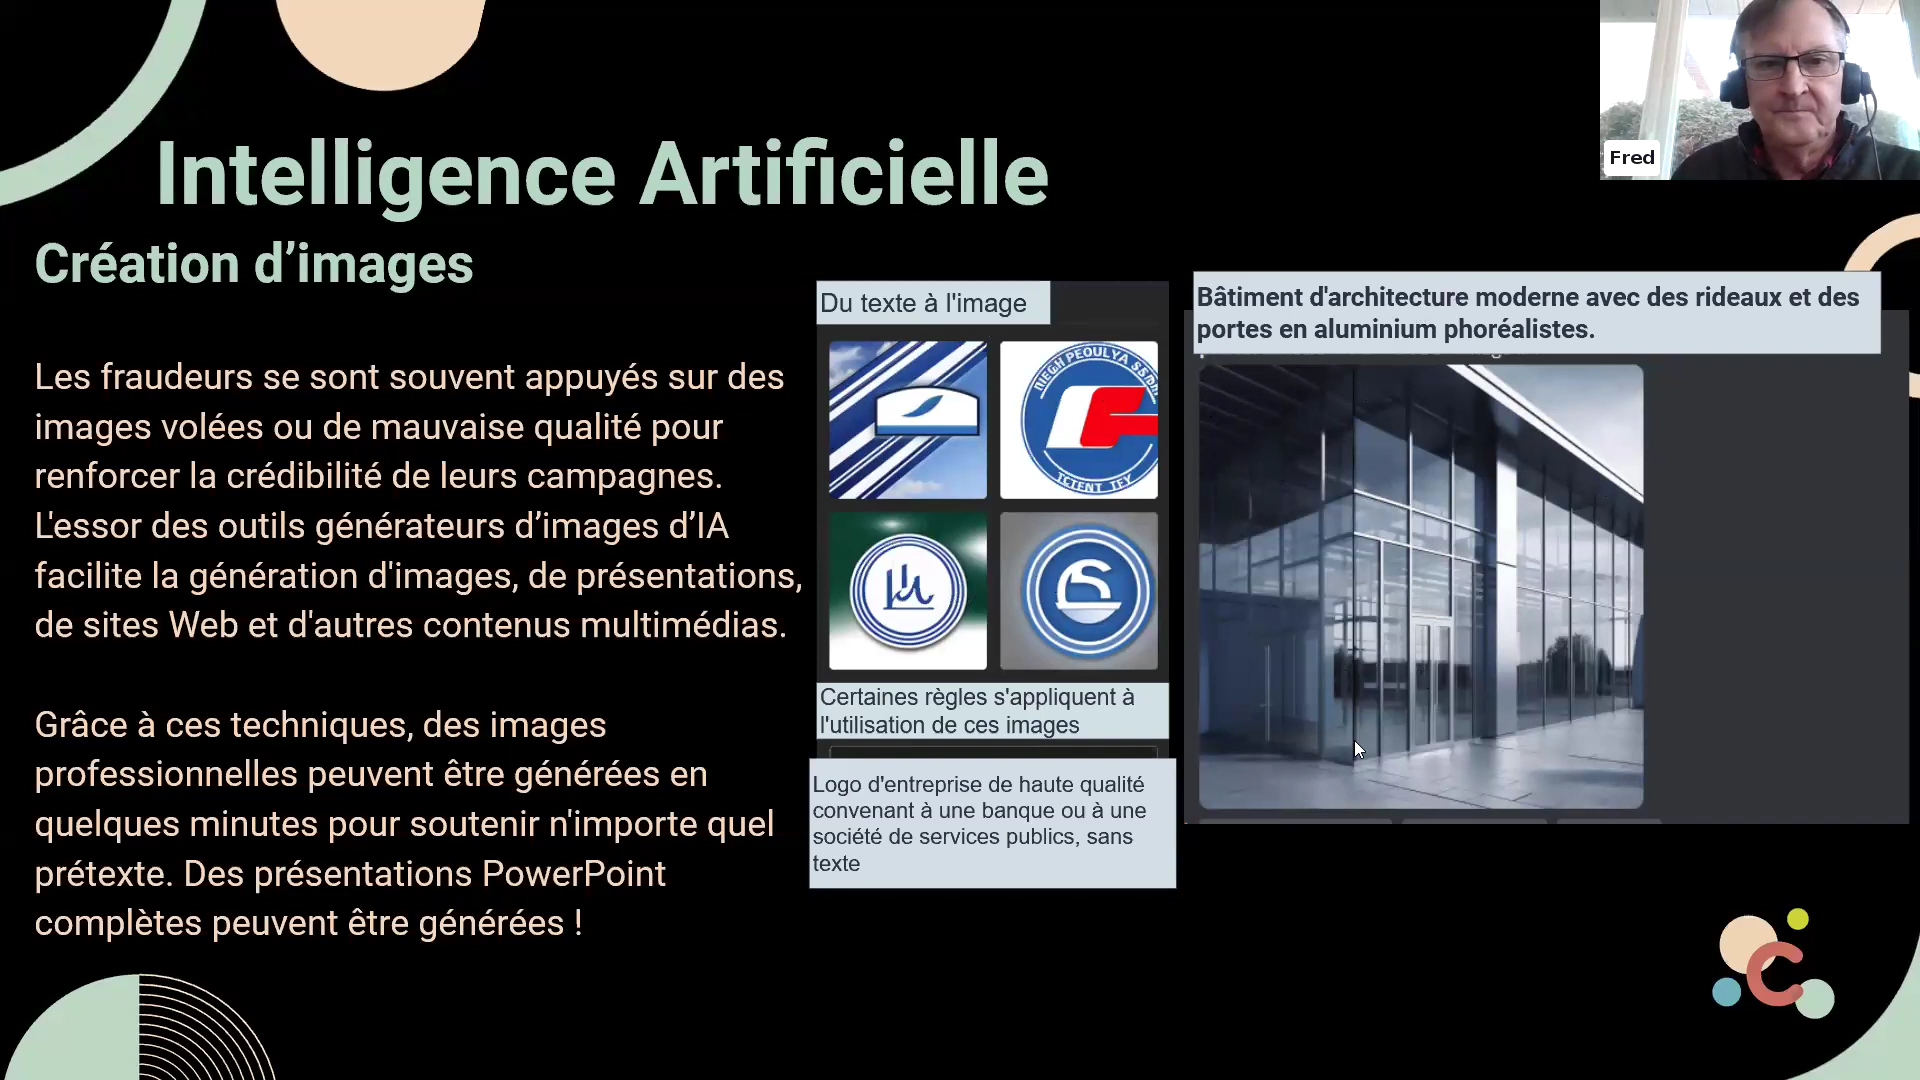 Fred
Intelligence Artificielle
Création d’images
Les fraudeurs se sont souvent appuyés sur des
images volées ou de mauvaise qualité pour
renforcer la crédibilité de leurs campagnes.
L'essor des outils générateurs d’images d’IA
facilite la génération d'images, de présentations,
de sites Web et d'autres contenus multimédias.
Grâce à ces techniques, des images
professionnelles peuvent être générées en
quelques minutes pour soutenir n'importe quel
prétexte. Des présentations PowerPoint
complètes peuvent être générées !
Du texte à l'image
Certaines règles s'appliquent à
l'utilisation de ces images
Logo d'entreprise de haute qualité
convenant à une banque ou à une
société de services publics, sans
texte
Bâtiment d'architecture moderne avec des rideaux et des
portes en aluminium phoréalistes.